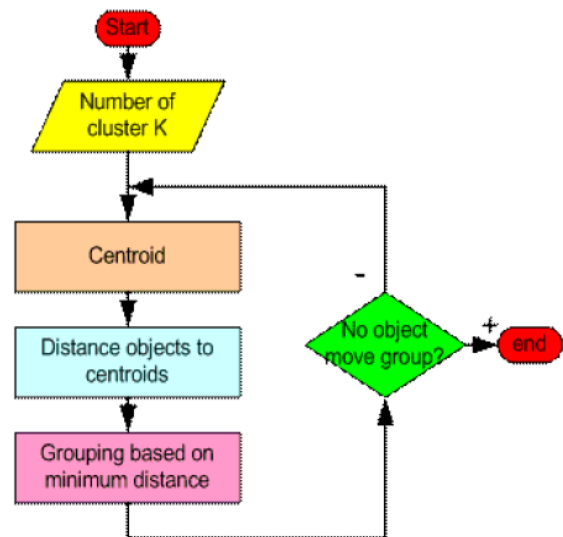 Start
Number of
cluster K
Centroid
Distance objects to
centroids
Grouping based on
minimum distance
-
No object
move group?
+
end